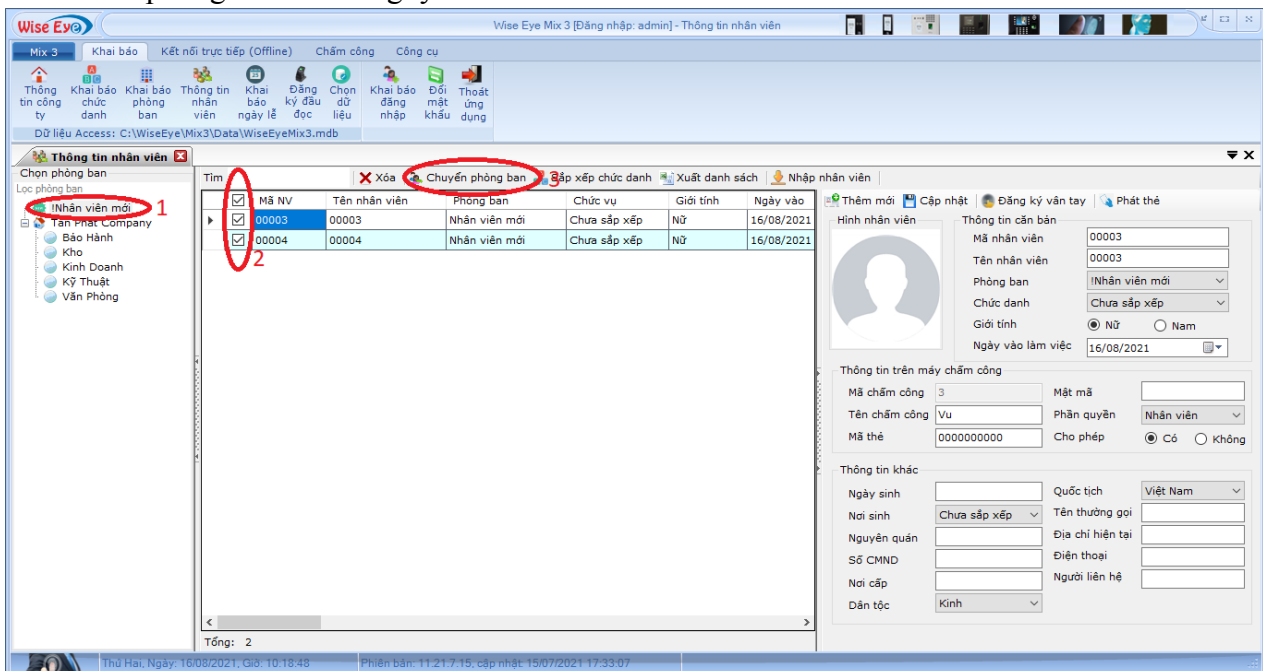 Wise Eye
Wise Eye Mix 3 [Đăng nhập: admin] - Thông tin nhân viên
Mix 3 Khai báo Kết nối trực tiếp (Offline) Chấm công Công cụ
Thông tin công ty
Khai báo chức danh
Khai báo phòng ban
Thông tin nhân viên
Khai báo ngày lễ
Đăng ký đầu đọc
Chọn dữ liệu
Khai báo đăng nhập
Đổi mật khẩu
Thoát ứng dụng
Dữ liệu Access: C:\WiseEye\Mix3\Data\WiseEyeMix3.mdb
Thông tin nhân viên
Chọn phòng ban
Lọc phòng ban
!Nhân viên mới 1
Tan Phat Company
Bảo Hành
Kho
Kinh Doanh
Kỹ Thuật
Văn Phòng
Tìm Xóa Chuyển phòng ban 3 Sắp xếp chức danh Xuất danh sách Nhập nhân viên
Mã NV Tên nhân viên Phòng ban Chức vụ Giới tính Ngày vào
00003 00003 Nhân viên mới Chưa sắp xếp Nữ 16/08/2021
00004 00004 Nhân viên mới Chưa sắp xếp Nữ 16/08/2021
2
Tổng: 2
Thêm mới Cập nhật Đăng ký vân tay Phát thẻ
Hình nhân viên
Thông tin căn bản
Mã nhân viên 00003
Tên nhân viên 00003
Phòng ban !Nhân viên mới
Chức danh Chưa sắp xếp
Giới tính Nữ Nam
Ngày vào làm việc 16/08/2021
Thông tin trên máy chấm công
Mã chấm công 3 Mật mã
Tên chấm công Vu Phân quyền Nhân viên
Mã thẻ 0000000000 Cho phép Có Không
Thông tin khác
Ngày sinh Quốc tịch Việt Nam
Nơi sinh Chưa sắp xếp Tên thường gọi
Nguyên quán Địa chỉ hiện tại
Số CMND Điện thoại
Nơi cấp Người liên hệ
Dân tộc Kinh
Thứ Hai, Ngày: 16/08/2021, Giờ: 10:18:48 Phiên bản: 11.21.7.15, cập nhật: 15/07/2021 17:33:07